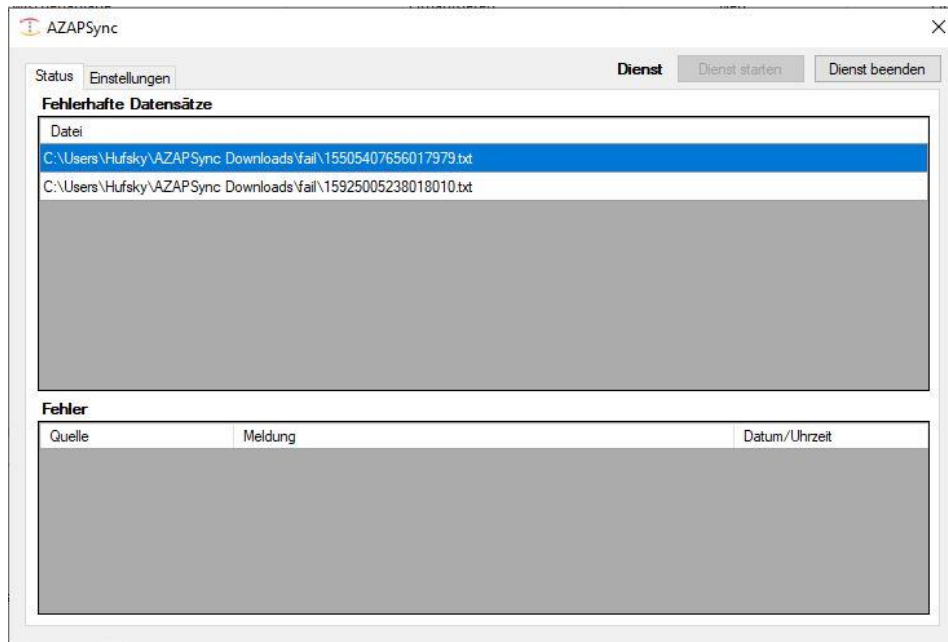 AZAPSync
Status Einstellungen Dienst Dienst starten Dienst beenden
Fehlerhafte Datensätze
Datei
C:\Users\Hufsky\AZAPSync Downloads\fail\15505407656017979.txt
C:\Users\Hufsky\AZAPSync Downloads\fail\15925005238018010.txt
Fehler
Quelle Meldung Datum/Uhrzeit